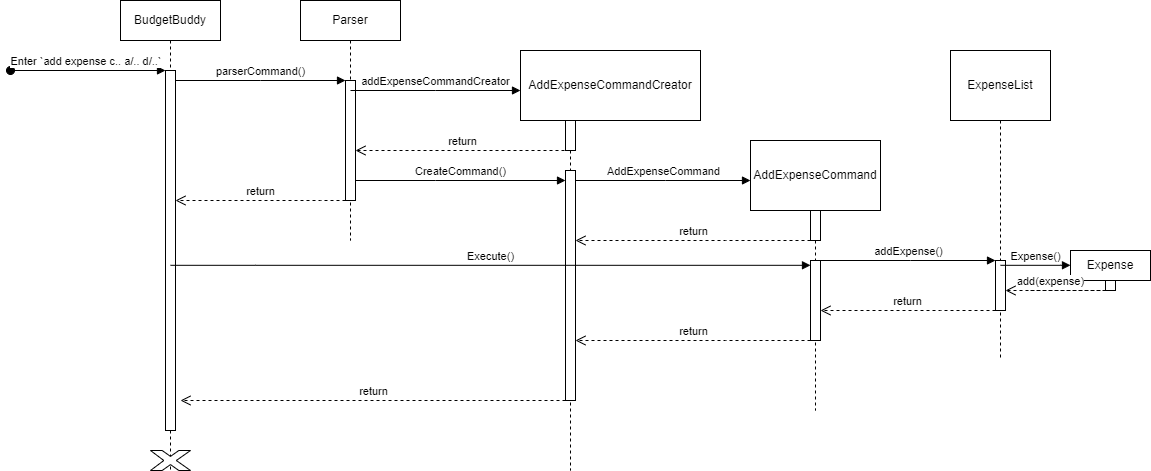 BudgetBuddy
Parser
Enter `add expense c.. a/.. d/..`
parserCommand()
addExpenseCommandCreator
AddExpenseCommandCreator
ExpenseList
return
CreateCommand()
AddExpenseCommand
AddExpenseCommand
return
return
Execute()
addExpense()
Expense()
Expense
add(expense)
return
return
return